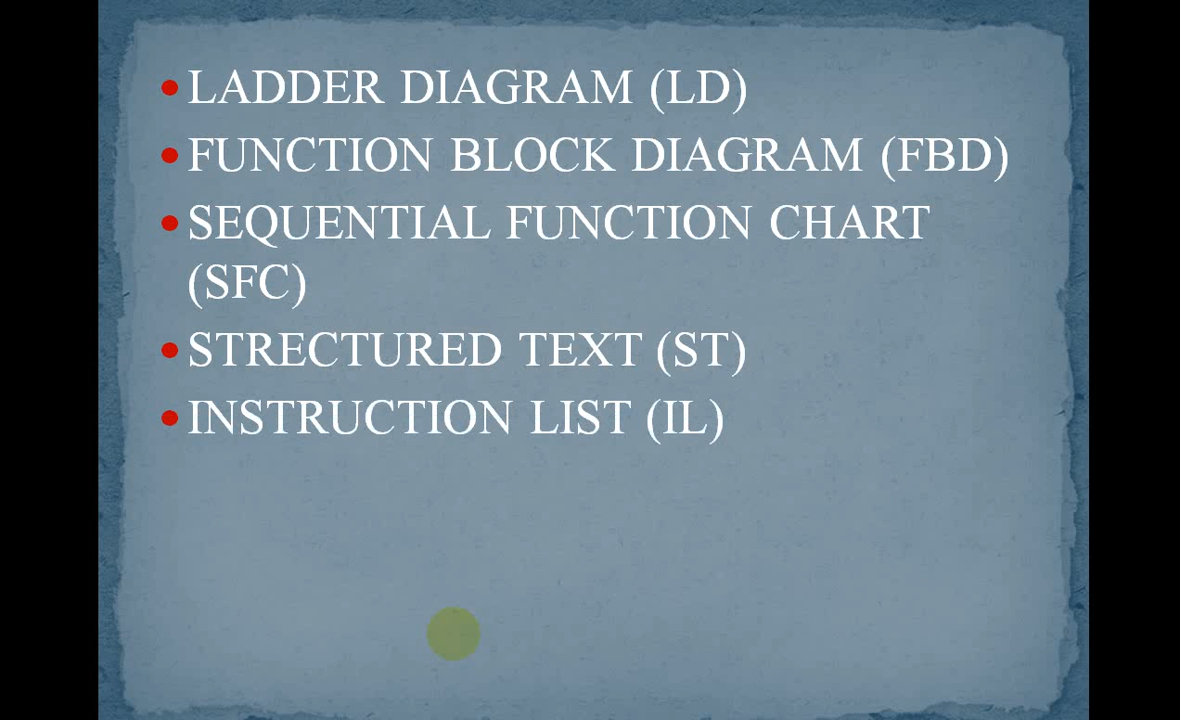 • LADDER DIAGRAM (LD)
• FUNCTION BLOCK DIAGRAM (FBD)
• SEQUENTIAL FUNCTION CHART
(SFC)
• STRECTURED TEXT (ST)
• INSTRUCTION LIST (IL)